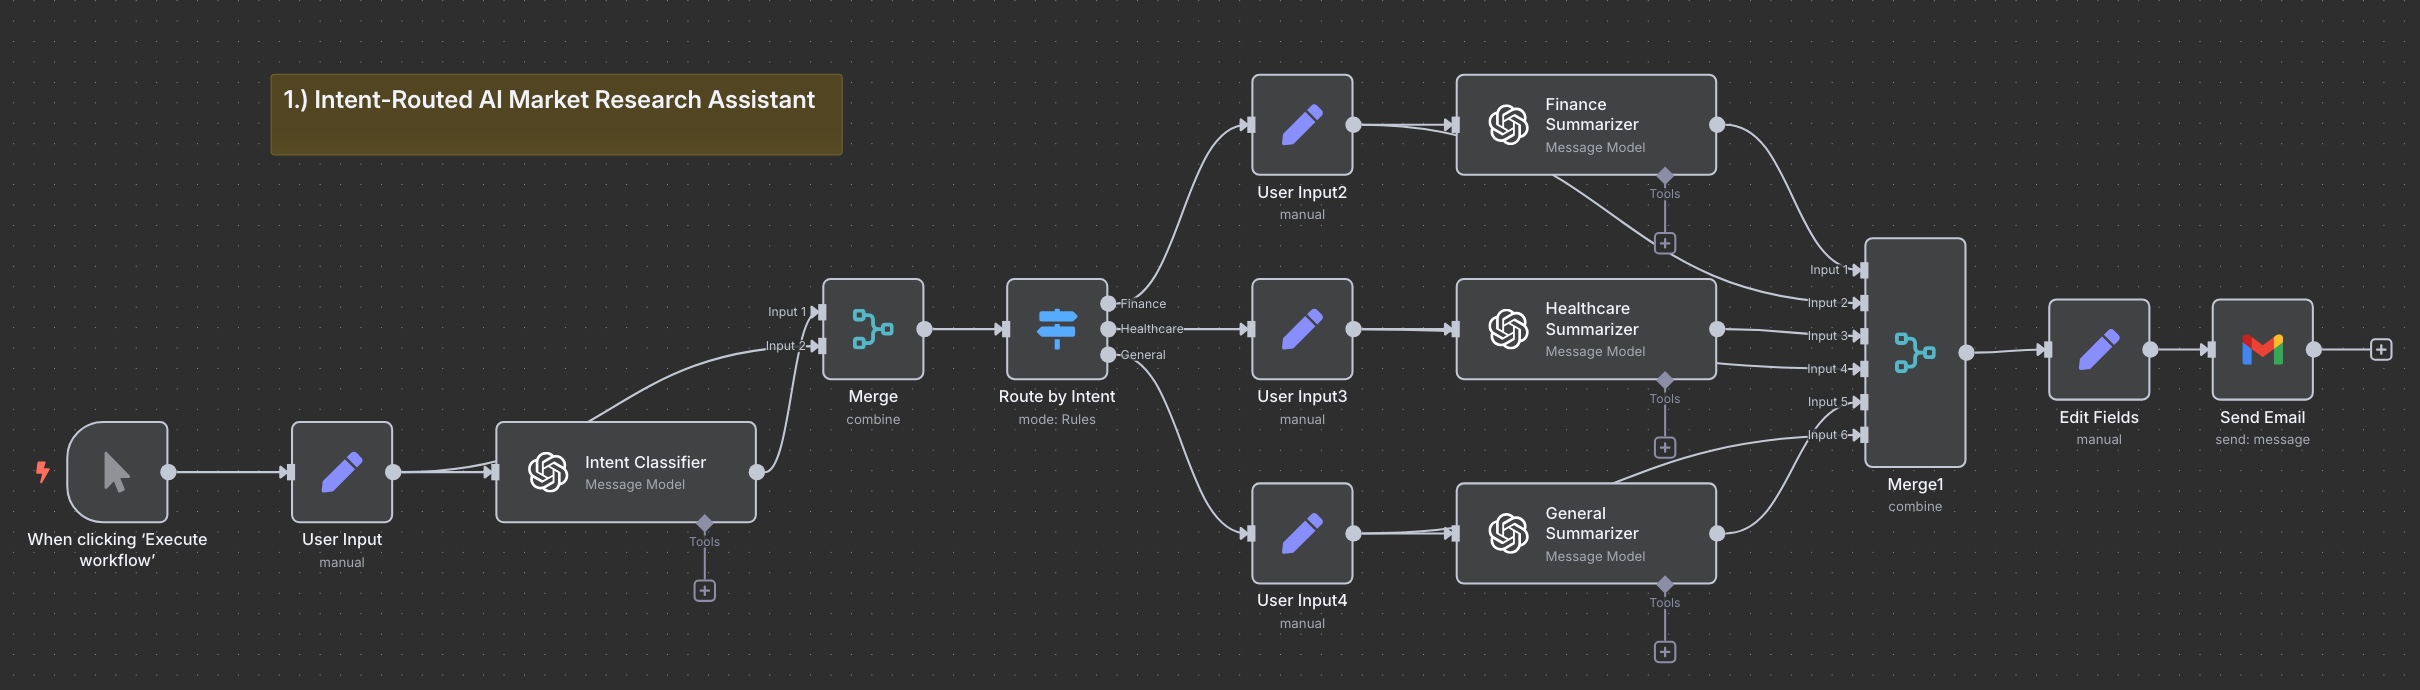 1.) Intent-Routed AI Market Research Assistant
When clicking ‘Execute
workflow’
User Input
manual
Intent Classifier
Message Model
Tools
Input 1
Input 2
Merge
combine
Route by Intent
mode: Rules
Finance
Healthcare
General
User Input2
manual
Finance
Summarizer
Message Model
Tools
User Input3
manual
Healthcare
Summarizer
Message Model
Tools
User Input4
manual
General
Summarizer
Message Model
Tools
Input 1
Input 2
Input 3
Input 4
Input 5
Input 6
Merge1
combine
Edit Fields
manual
Send Email
send: message